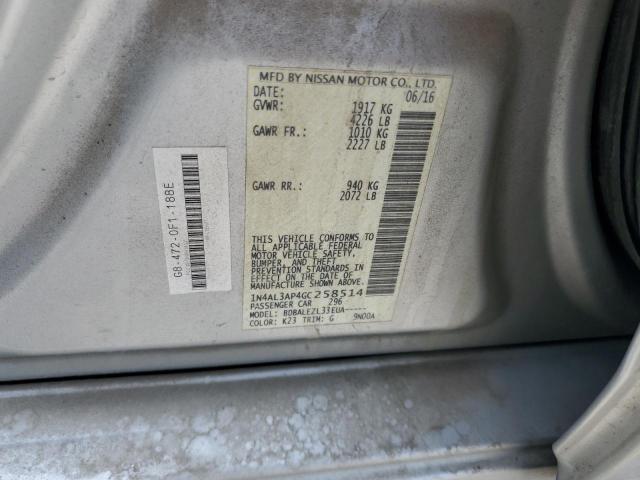 MFD BY NISSAN MOTOR CO., LTD.
DATE: 06/16
GVWR: 1917 KG
4226 LB
GAWR FR.: 1010 KG
2227 LB
GAWR RR.: 940 KG
2072 LB
THIS VEHICLE CONFORMS TO
ALL APPLICABLE FEDERAL
MOTOR VEHICLE SAFETY,
BUMPER, AND THEFT
PREVENTION STANDARDS
IN EFFECT ON THE DATE OF
MANUFACTURE SHOWN ABOVE.
1N4AL3AP4GC258514
PASSENGER CAR 296
MODEL: BDBALEZL33EUA-----
COLOR: K23 TRIM: G 9N00A
G8-472-0F1-188E